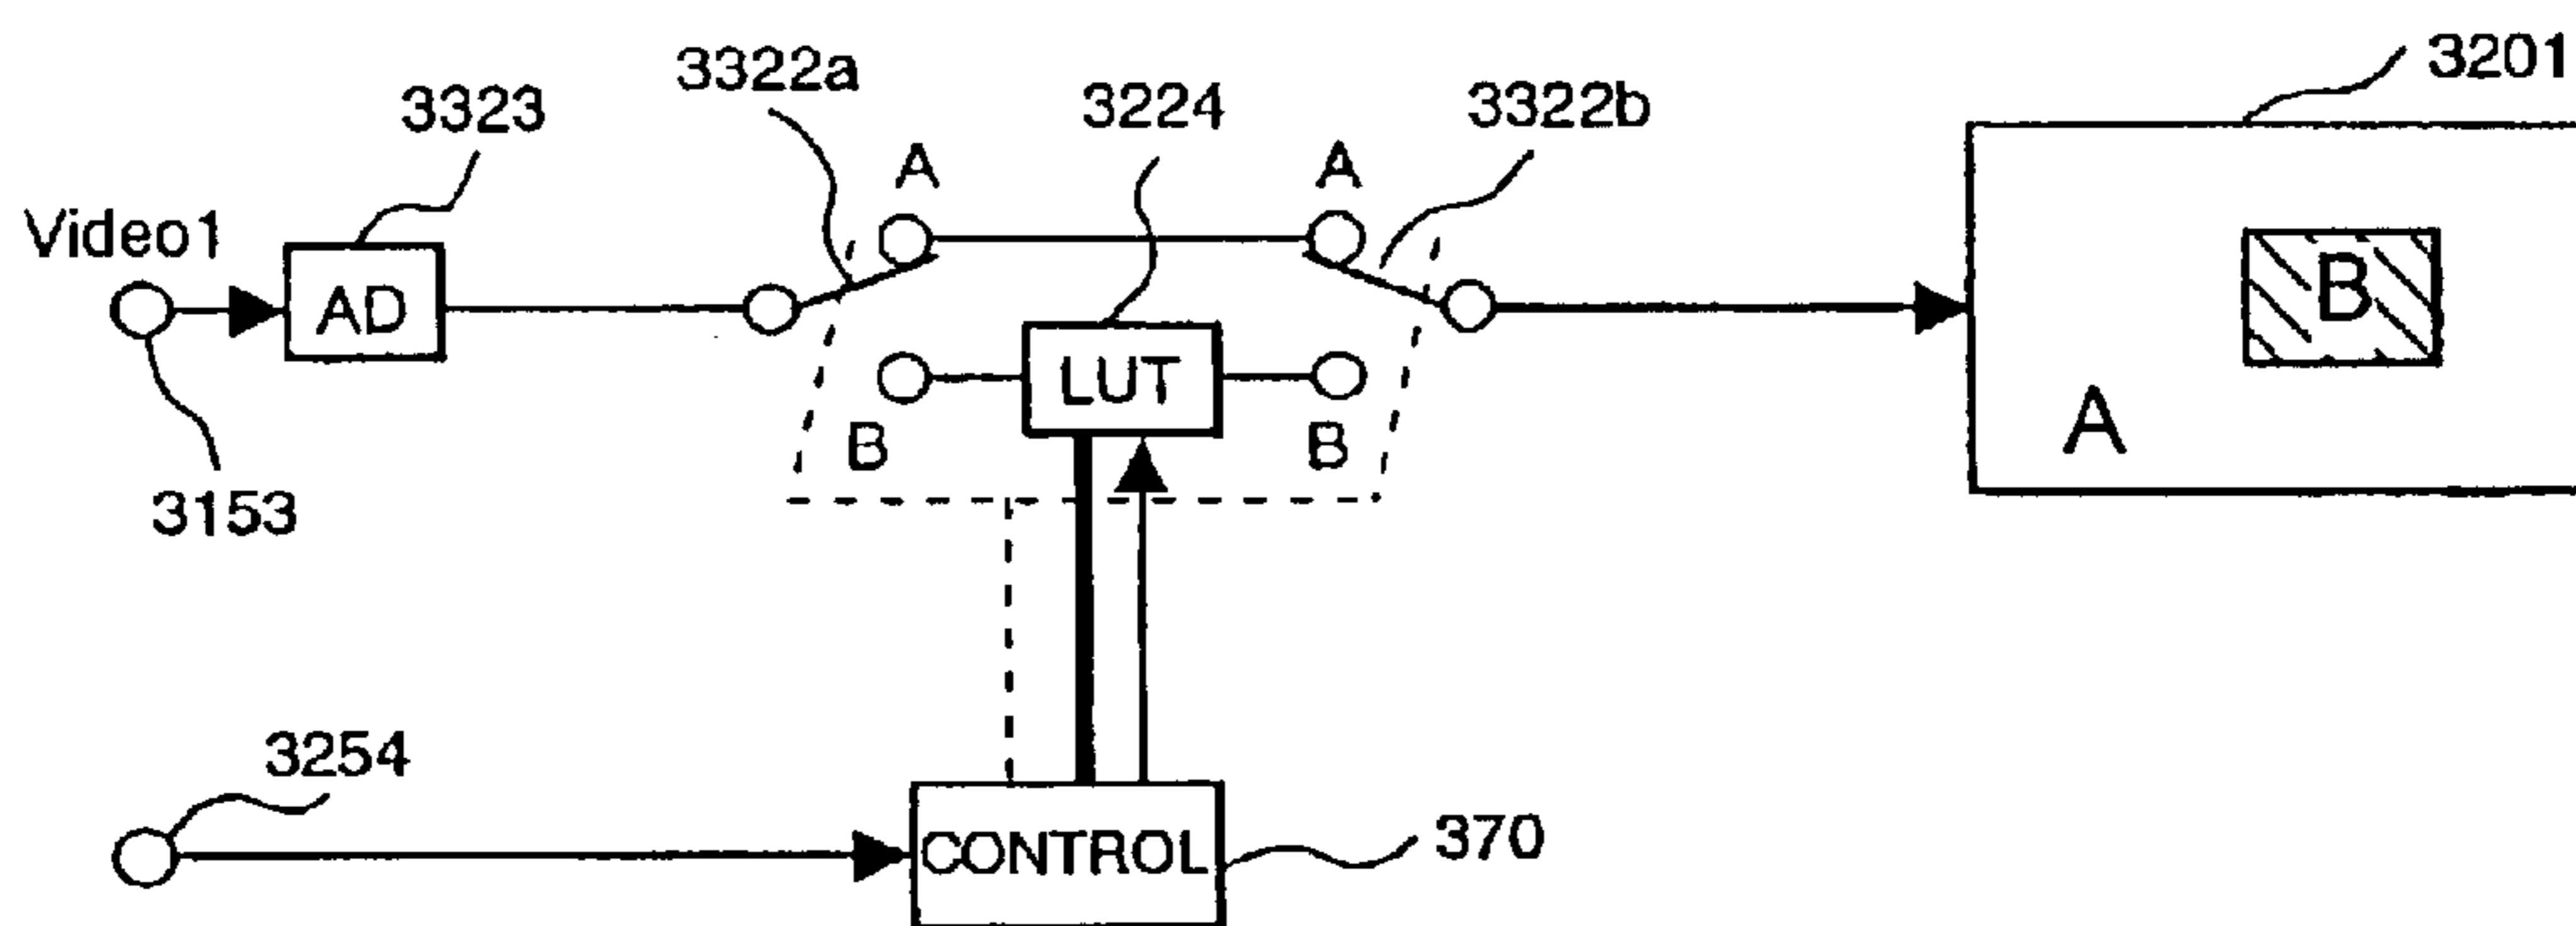 3201
3322a
3224
3322b
3323
A
A
Video1
AD
B
LUT
B
B
A
3153
3254
CONTROL
370